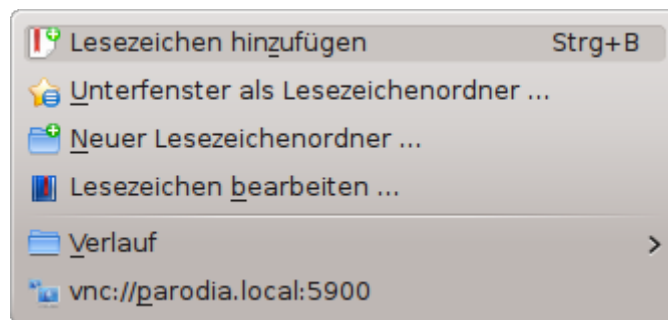 Lesezeichen hinzufügen Strg+B
Unterfenster als Lesezeichenordner ...
Neuer Lesezeichenordner ...
Lesezeichen bearbeiten ...
Verlauf
vnc://parodia.local:5900